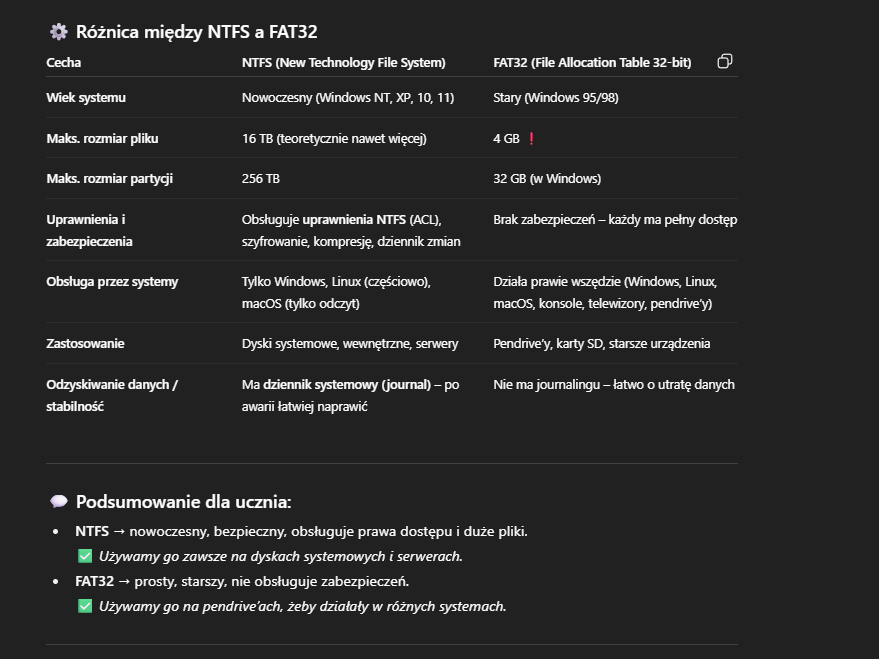 Różnica między NTFS a FAT32
Cecha NTFS (New Technology File System) FAT32 (File Allocation Table 32-bit)
Wiek systemu Nowoczesny (Windows NT, XP, 10, 11) Stary (Windows 95/98)
Maks. rozmiar pliku 16 TB (teoretycznie nawet więcej) 4 GB ❗
Maks. rozmiar partycji 256 TB 32 GB (w Windows)
Uprawnienia i
zabezpieczenia
Obsługuje uprawnienia NTFS (ACL),
szyfrowanie, kompresję, dziennik zmian
Brak zabezpieczeń – każdy ma pełny dostęp
Obsługa przez systemy
Tylko Windows, Linux (częściowo),
macOS (tylko odczyt)
Działa prawie wszędzie (Windows, Linux,
macOS, konsole, telewizory, pendrive'y)
Zastosowanie Dyski systemowe, wewnętrzne, serwery Pendrive'y, karty SD, starsze urządzenia
Odzyskiwanie danych /
stabilność
Ma dziennik systemowy (journal) – po
awarii łatwiej naprawić
Nie ma journalingu – łatwo o utratę danych
Podsumowanie dla ucznia:
• NTFS → nowoczesny, bezpieczny, obsługuje prawa dostępu i duże pliki.
✅ Używamy go zawsze na dyskach systemowych i serwerach.
• FAT32 → prosty, starszy, nie obsługuje zabezpieczeń.
✅ Używamy go na pendrive'ach, żeby działały w różnych systemach.